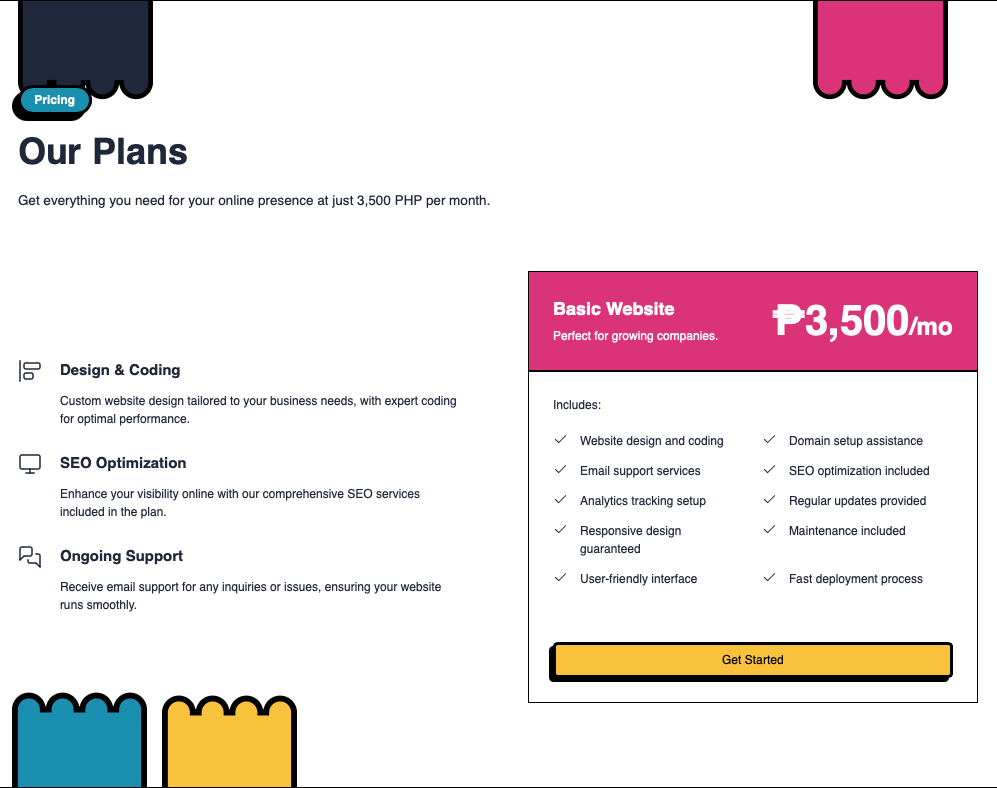 Pricing
Our Plans
Get everything you need for your online presence at just 3,500 PHP per month.
Design & Coding
Custom website design tailored to your business needs, with expert coding
for optimal performance.
SEO Optimization
Enhance your visibility online with our comprehensive SEO services
included in the plan.
Ongoing Support
Receive email support for any inquiries or issues, ensuring your website
runs smoothly.
Basic Website
Perfect for growing companies.
₱3,500/mo
Includes:
Website design and coding
Domain setup assistance
Email support services
SEO optimization included
Analytics tracking setup
Regular updates provided
Responsive design
guaranteed
Maintenance included
User-friendly interface
Fast deployment process
Get Started